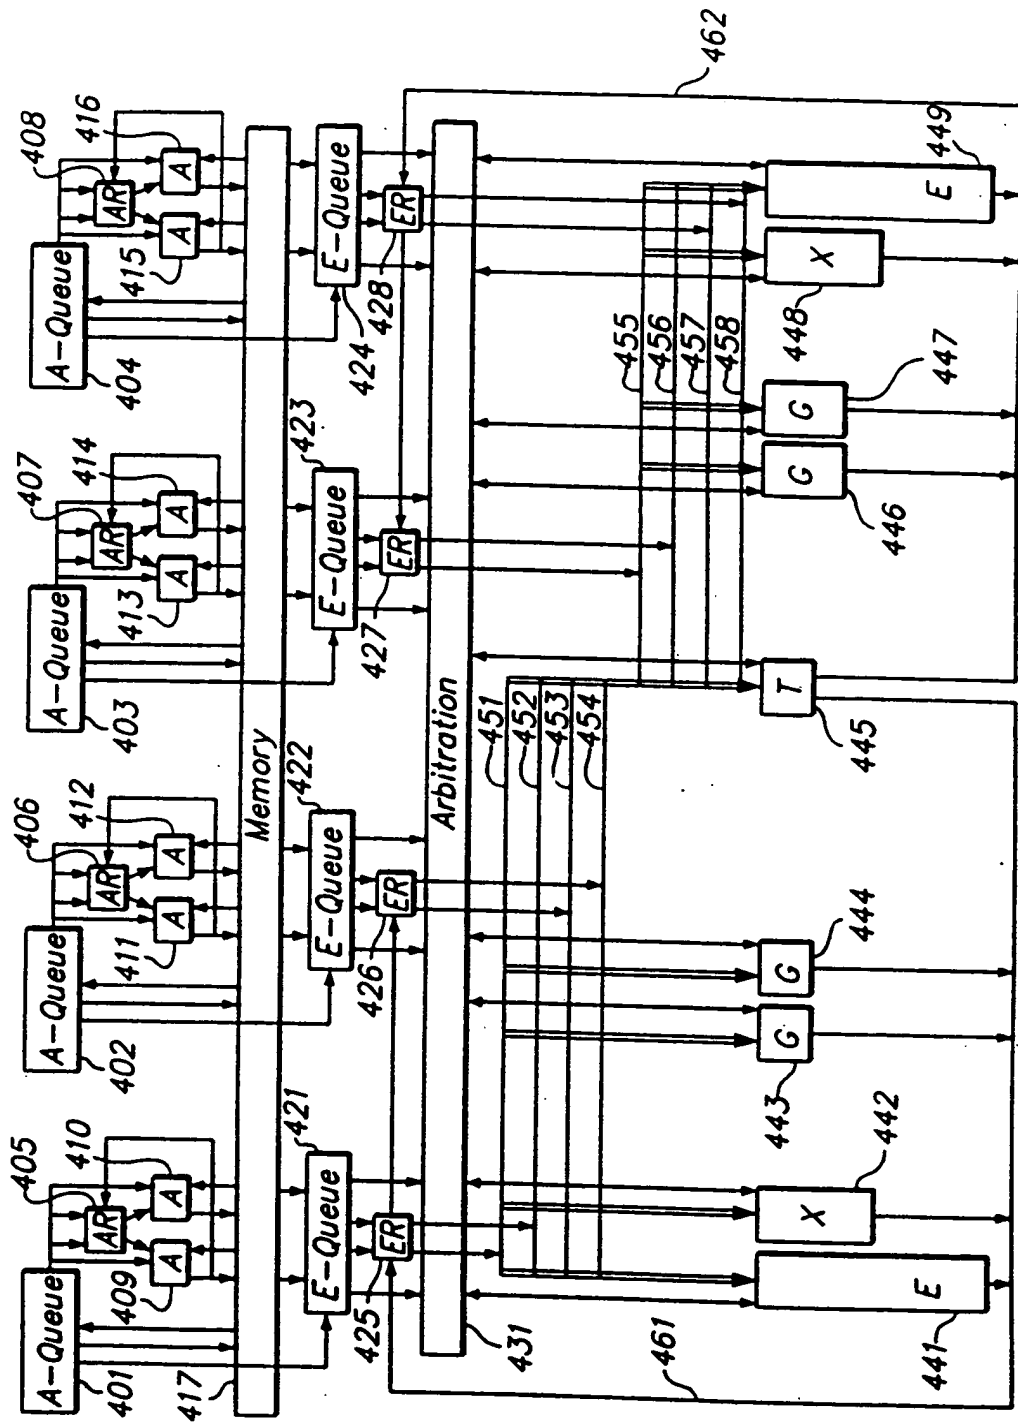 A-Queue
401
405
AR
410
409
A
A
A-Queue
402
406
AR
412
411
A
A
A-Queue
403
407
AR
414
413
A
A
A-Queue
404
408
AR
416
415
A
A
417
Memory
E-Queue
421
E-Queue
422
E-Queue
423
E-Queue
424
ER
425
ER
426
ER
427
ER
428
Arbitration
431
462
461
451
452
453
454
455
456
457
458
E
441
X
442
G
443
G
444
T
445
G
446
G
447
X
448
E
449